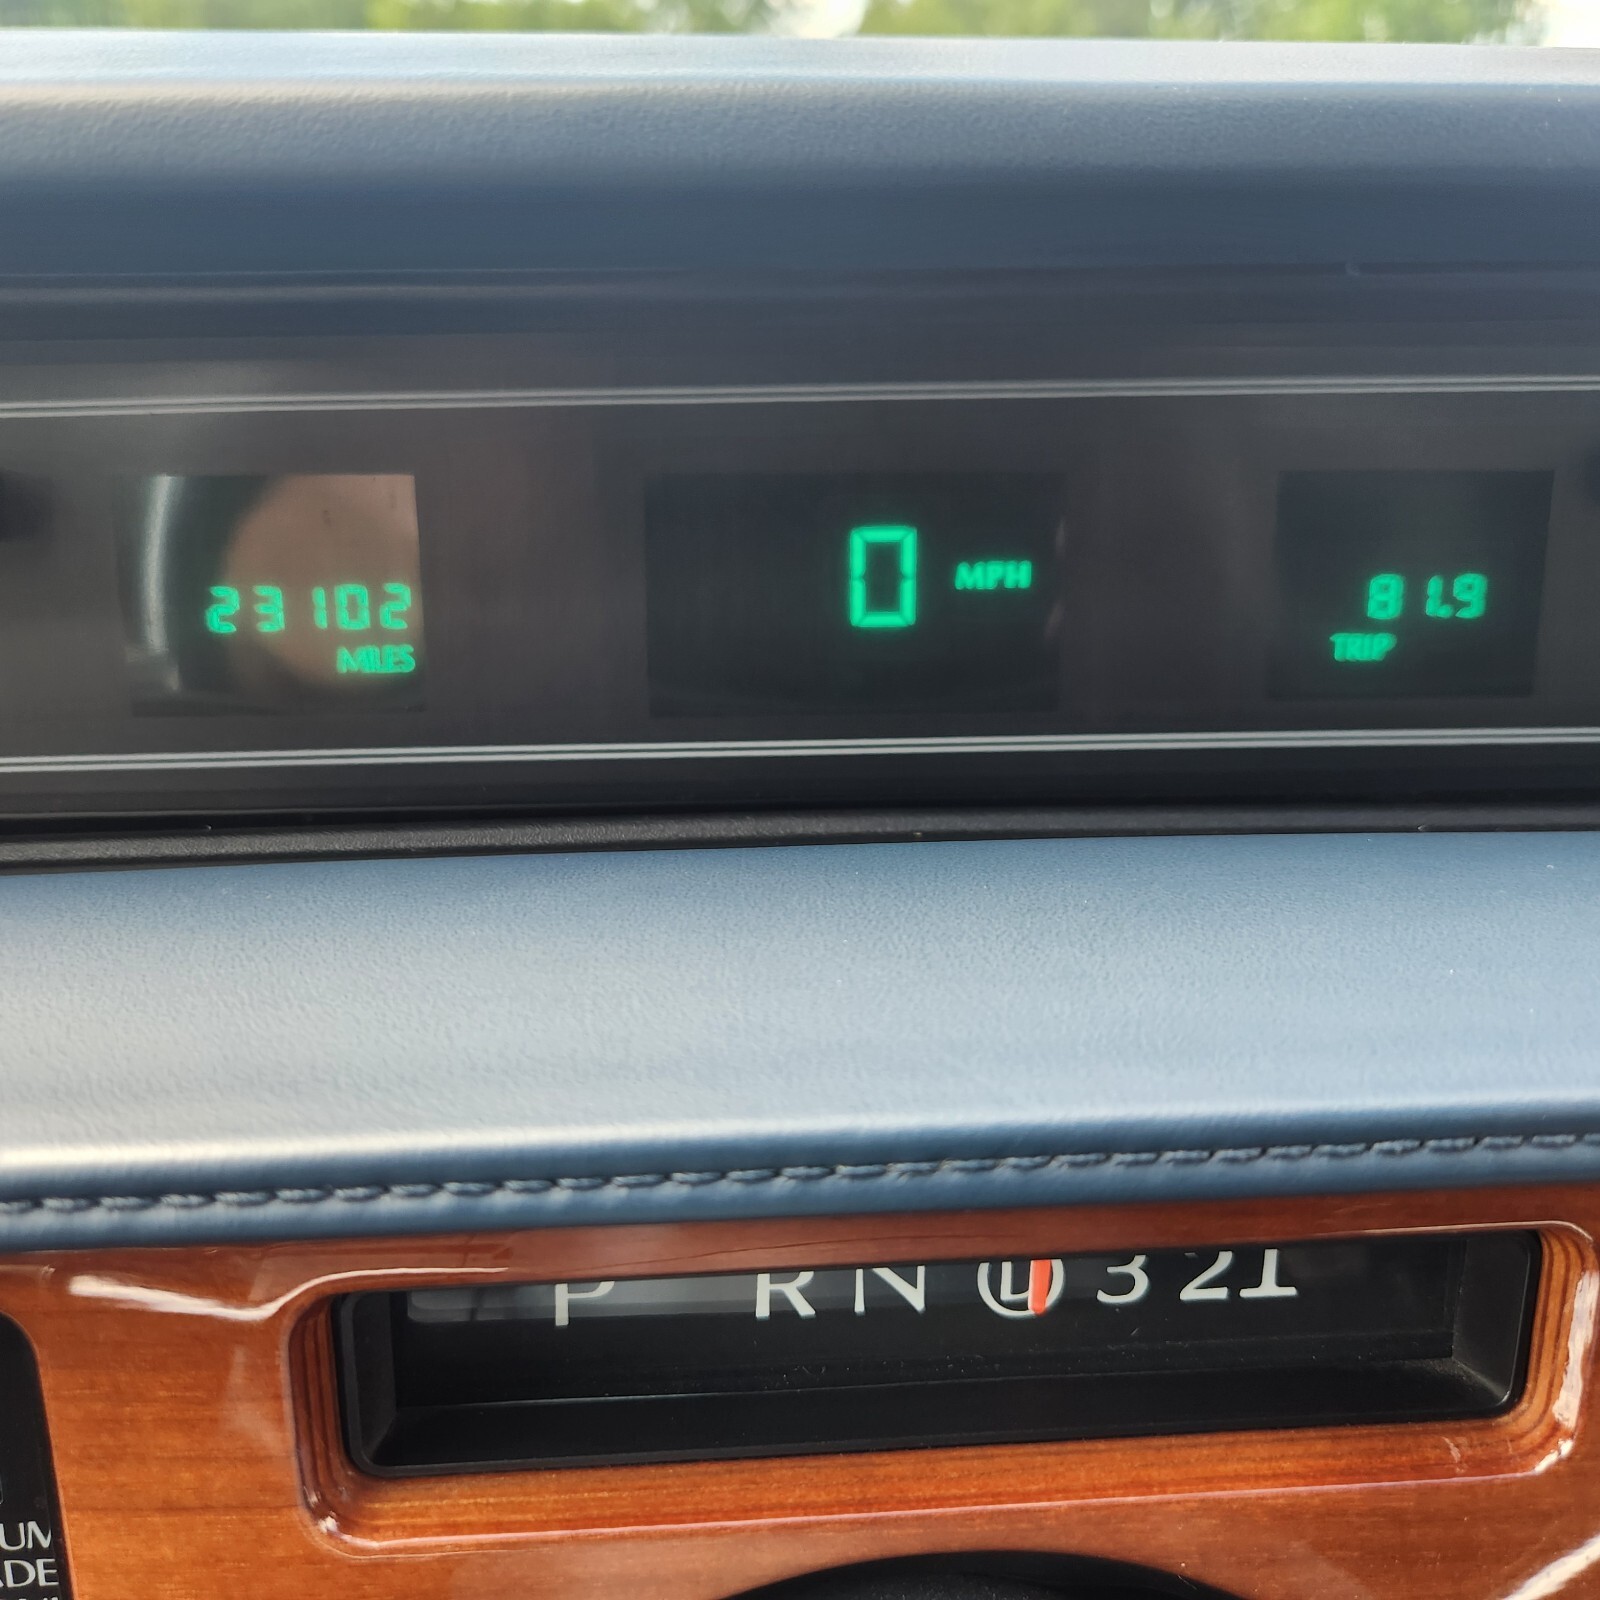 23102
MILES
0 MPH
81.9
TRIP
P R N D 3 2 1